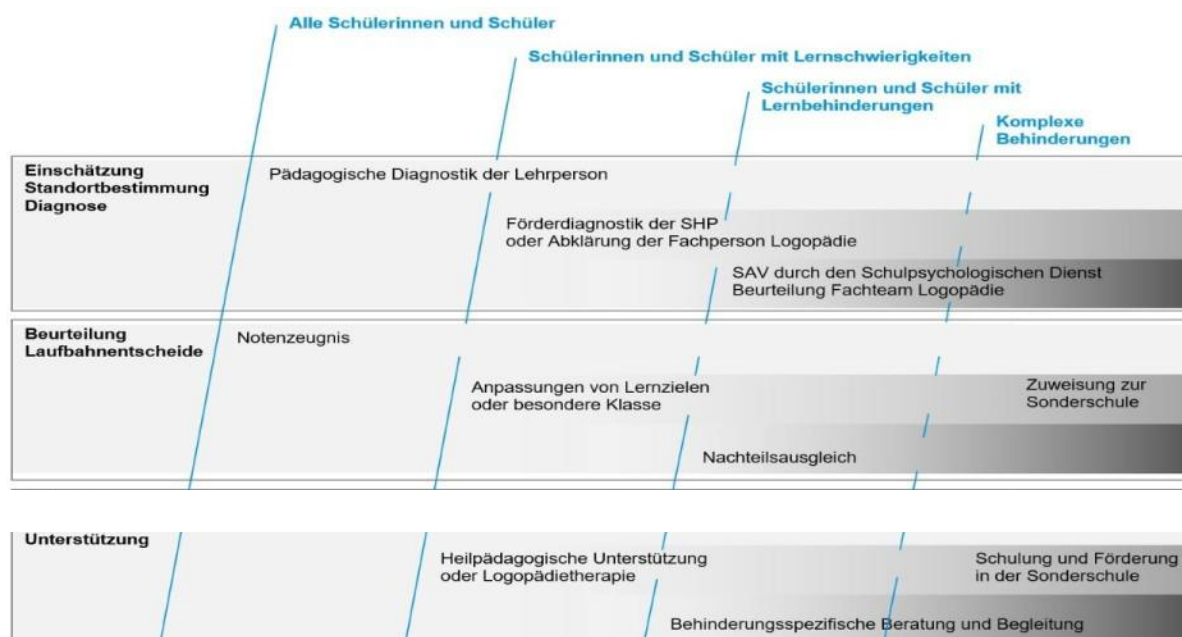 Alle Schülerinnen und Schüler
Schülerinnen und Schüler mit Lernschwierigkeiten
Schülerinnen und Schüler mit
Lernbehinderungen
Komplexe
Behinderungen
Einschätzung
Standortbestimmung
Diagnose
Pädagogische Diagnostik der Lehrperson
Förderdiagnostik der SHP
oder Abklärung der Fachperson Logopädie
SAV durch den Schulpsychologischen Dienst
Beurteilung Fachteam Logopädie
Beurteilung
Laufbahnentscheide
Notenzeugnis
Anpassungen von Lernzielen
oder besondere Klasse
Zuweisung zur
Sonderschule
Nachteilsausgleich
Unterstützung
Heilpädagogische Unterstützung
oder Logopädietherapie
Schulung und Förderung
in der Sonderschule
Behinderungsspezifische Beratung und Begleitung